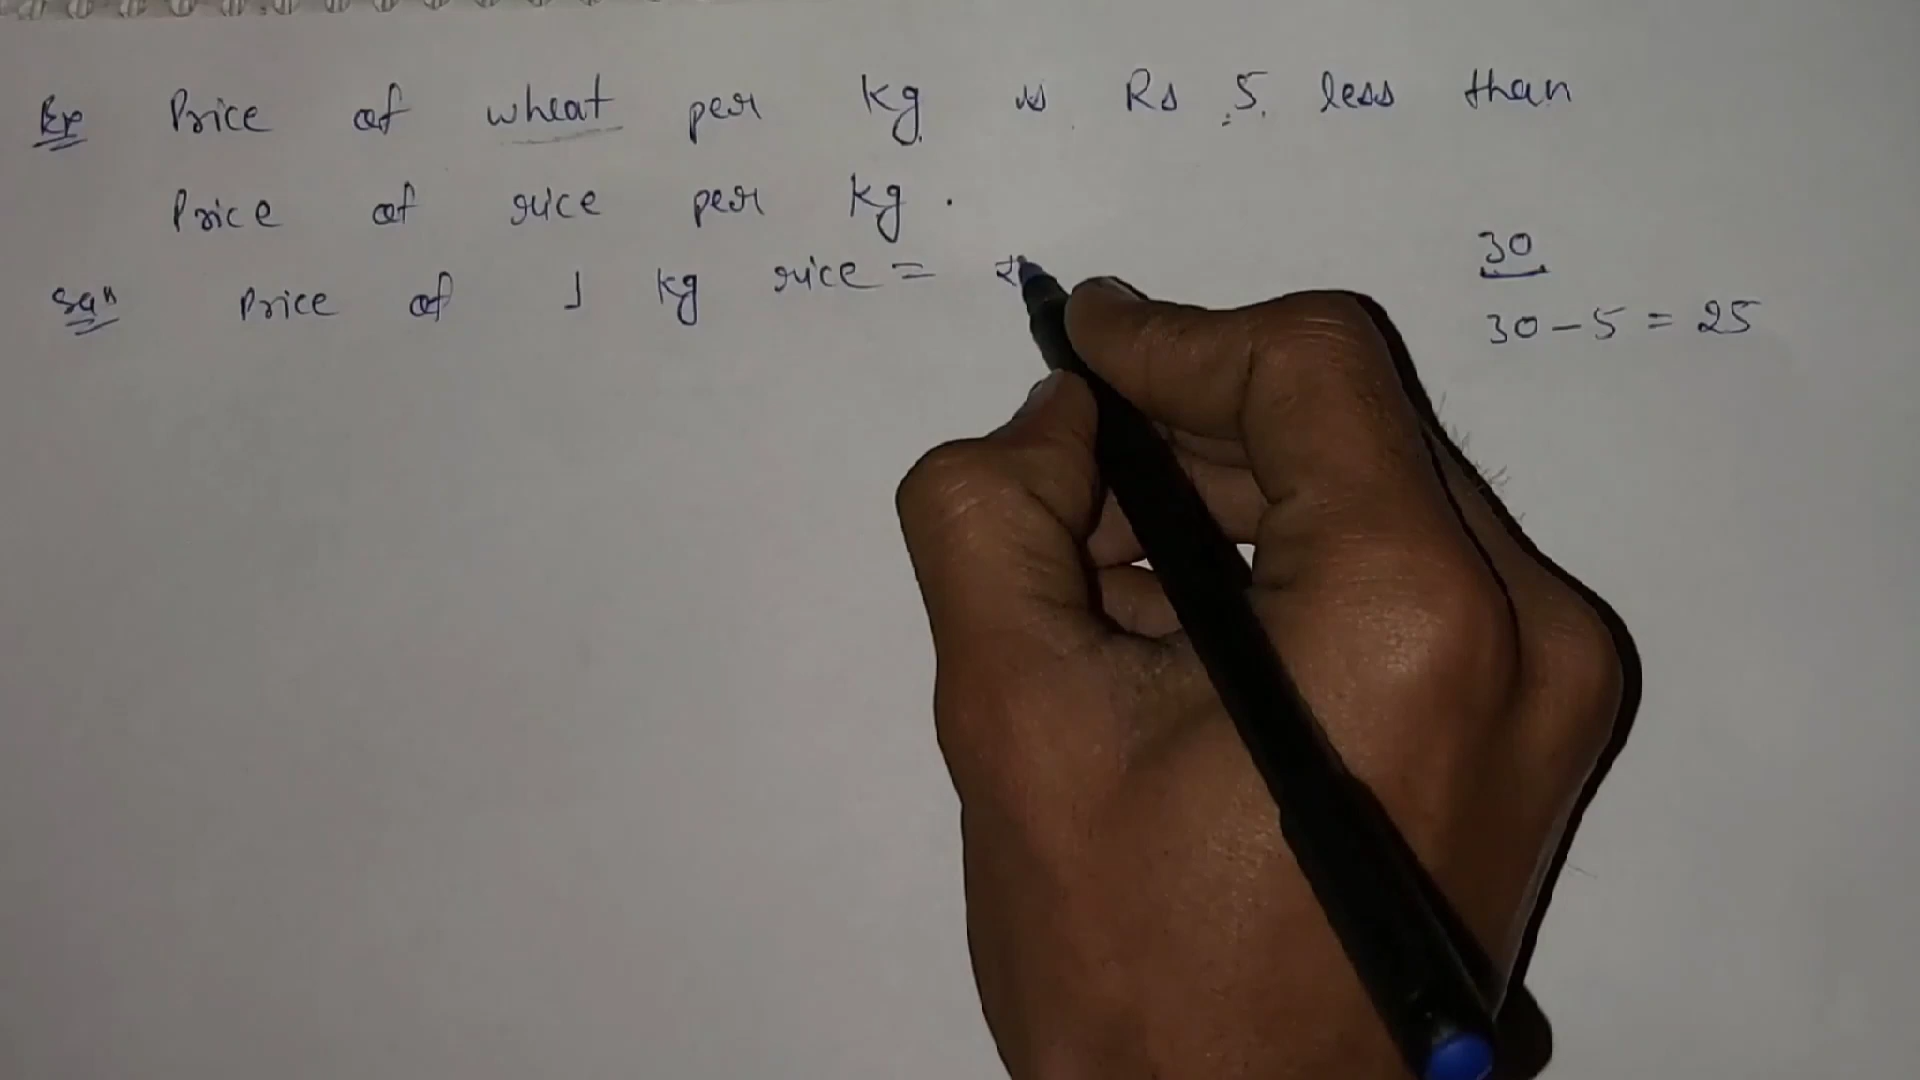 Ex Price of wheat per kg is Rs 5 less than
Price of rice per kg.
Solⁿ Price of 1 kg rice =
30
30 - 5 = 25